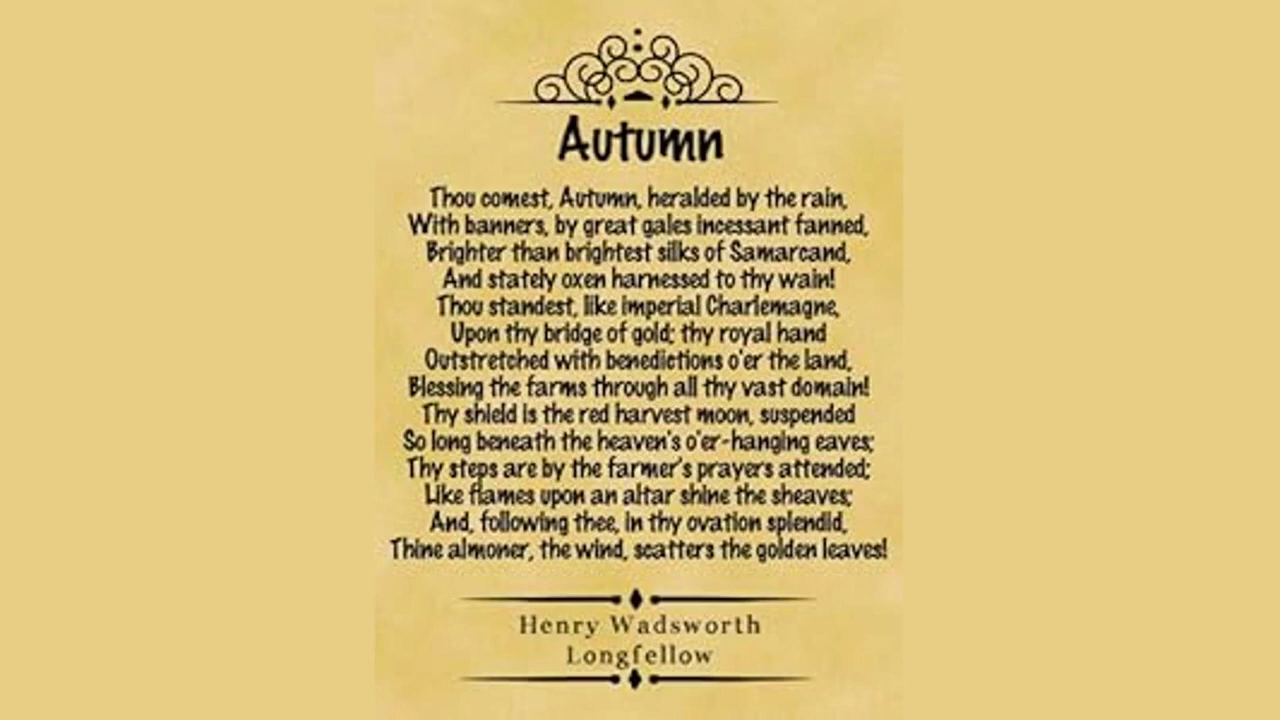 Autumn
Thou comest, Autumn, heralded by the rain,
With banners, by great gales incessant fanned,
Brighter than brightest silks of Samarcand,
And stately oxen harnessed to thy wain!
Thou standest, like imperial Charlemagne,
Upon thy bridge of gold; thy royal hand
Outstretched with benedictions o'er the land,
Blessing the farms through all thy vast domain!
Thy shield is the red harvest moon, suspended
So long beneath the heaven's o'er-hanging eaves;
Thy steps are by the farmer's prayers attended;
Like flames upon an altar shine the sheaves;
And, following thee, in thy ovation splendid,
Thine almoner, the wind, scatters the golden leaves!
Henry Wadsworth
Longfellow